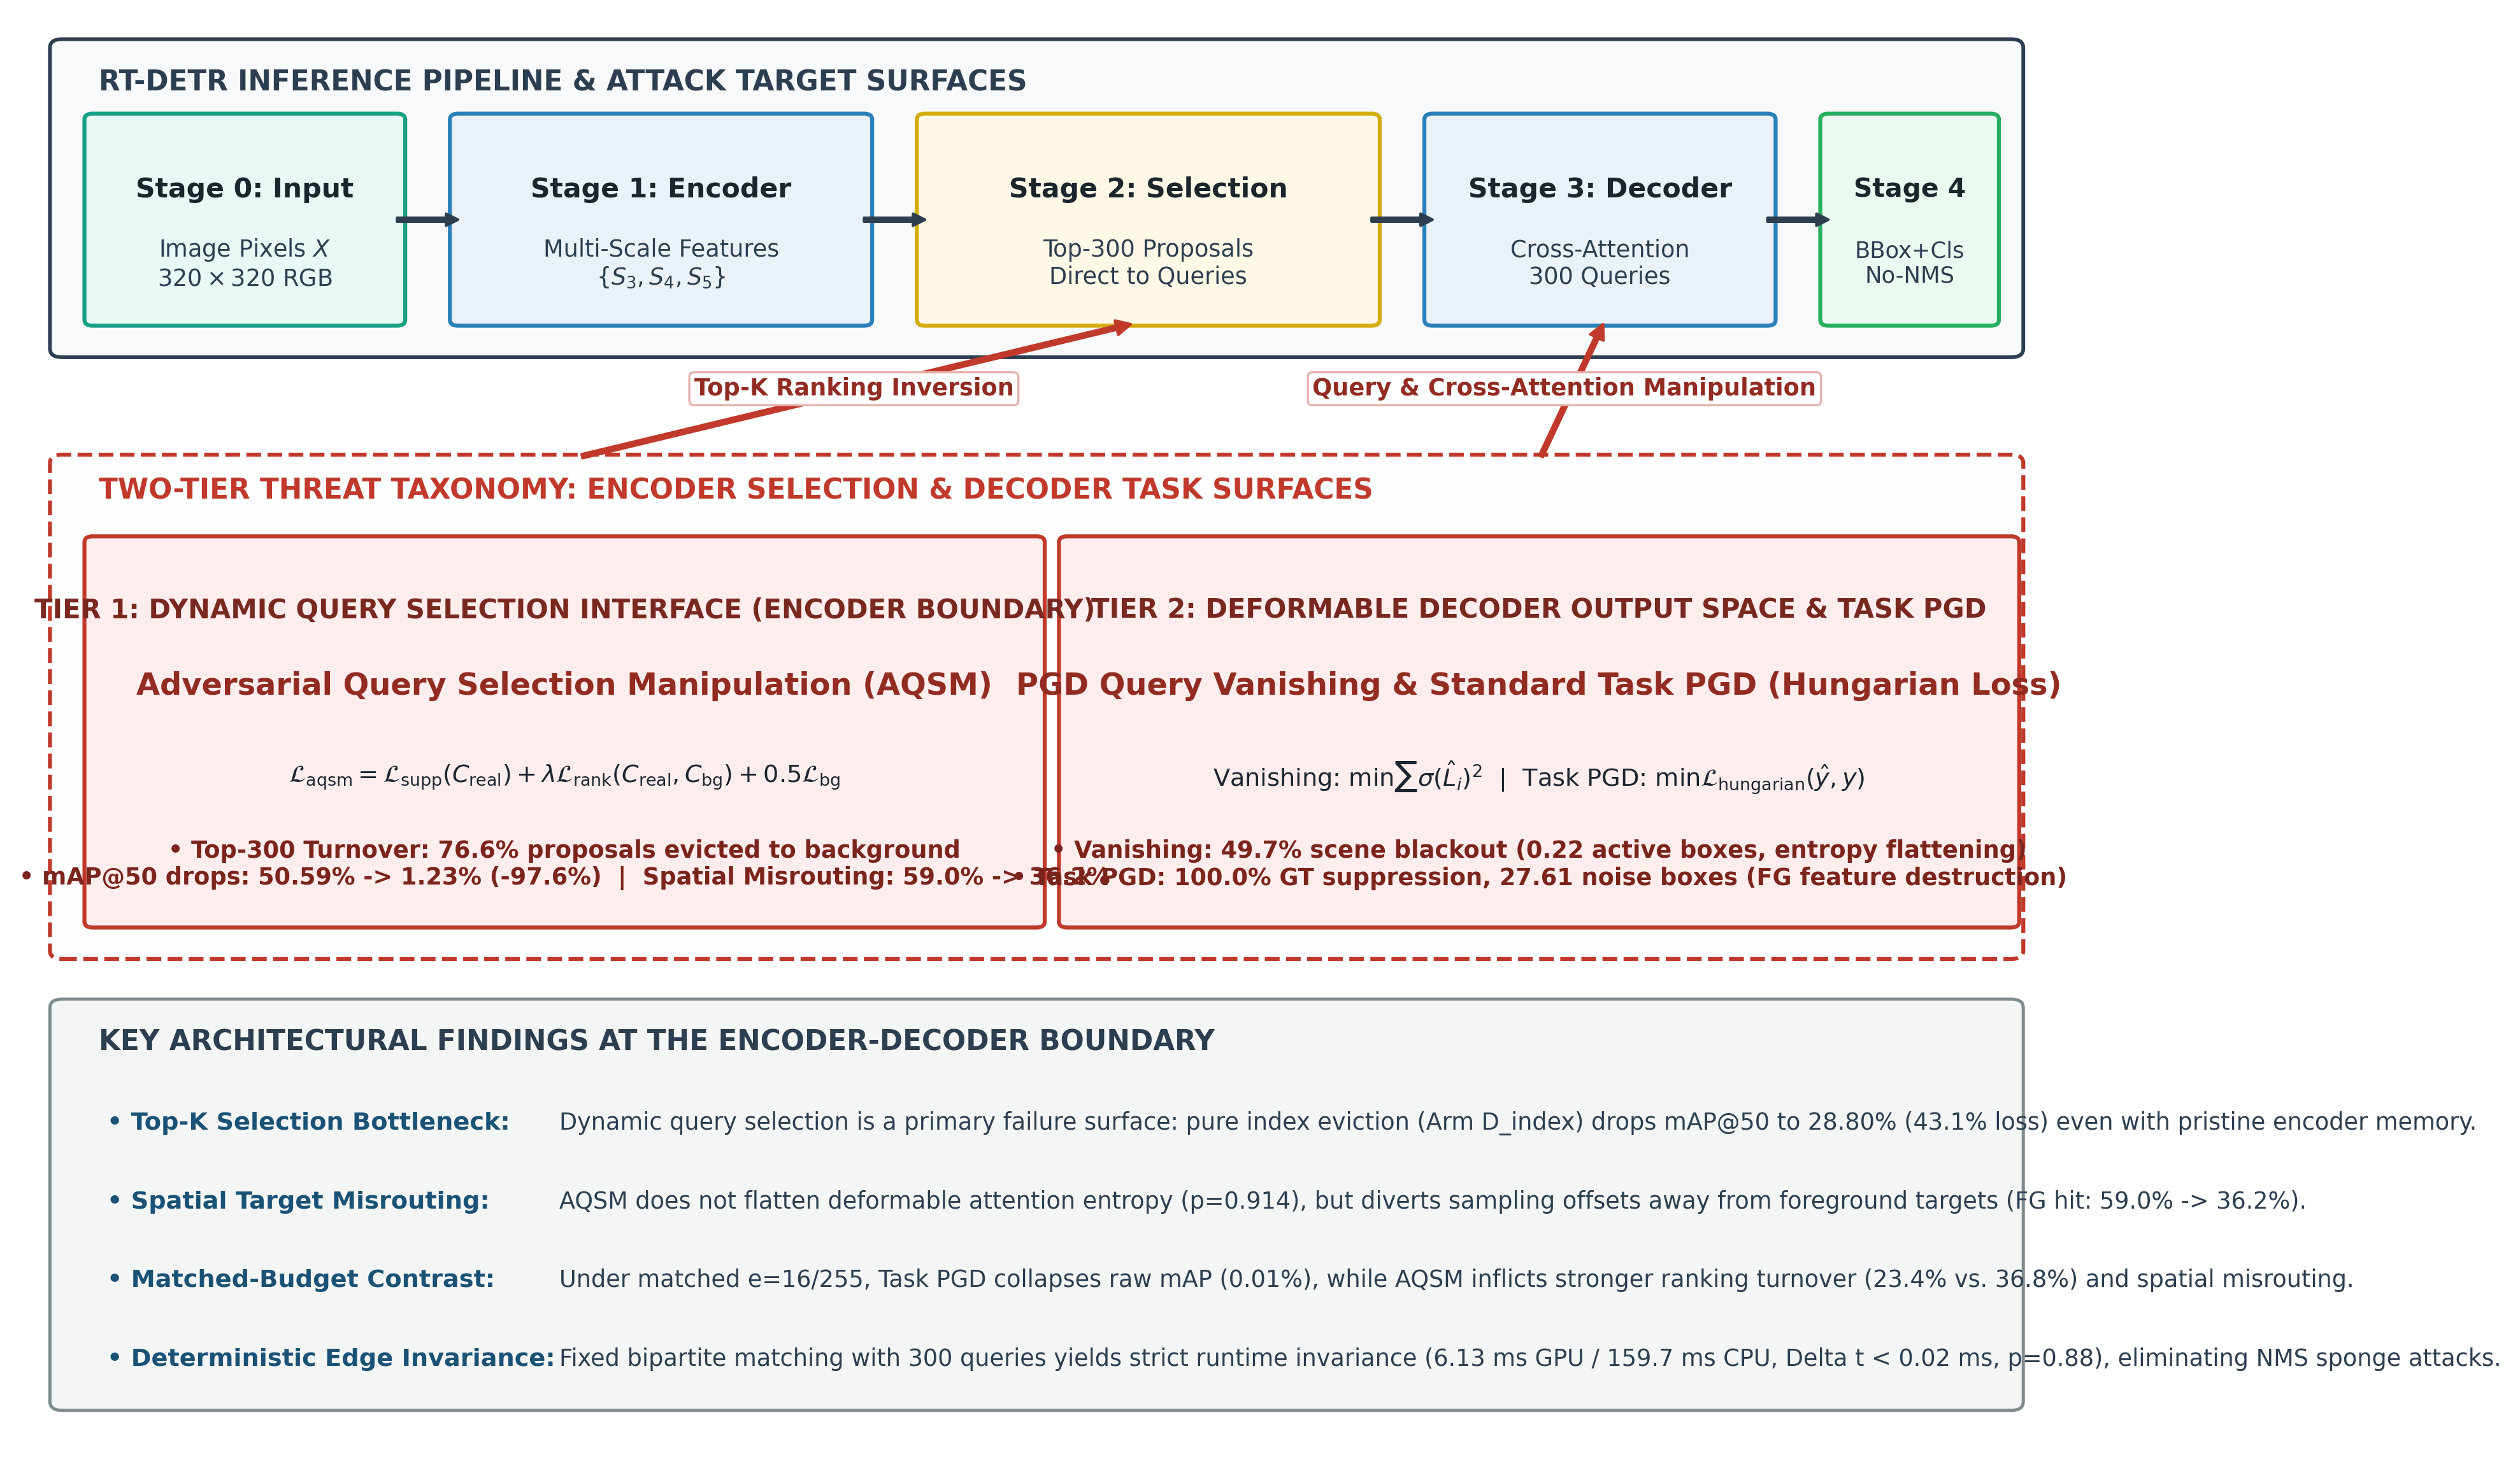 RT-DETR INFERENCE PIPELINE & ATTACK TARGET SURFACES
Stage 0: Input
Image Pixels X
320 × 320 RGB
Stage 1: Encoder
Multi-Scale Features
{S₃, S₄, S₅}
Stage 2: Selection
Top-300 Proposals
Direct to Queries
Stage 3: Decoder
Cross-Attention
300 Queries
Stage 4
BBox+Cls
No-NMS
Top-K Ranking Inversion
Query & Cross-Attention Manipulation
TWO-TIER THREAT TAXONOMY: ENCODER SELECTION & DECODER TASK SURFACES
TIER 1: DYNAMIC QUERY SELECTION INTERFACE (ENCODER BOUNDARY)
Adversarial Query Selection Manipulation (AQSM)
ℒ_aqsm = ℒ_supp(C_real) + λℒ_rank(C_real, C_bg) + 0.5ℒ_bg
• Top-300 Turnover: 76.6% proposals evicted to background
• mAP@50 drops: 50.59% -> 1.23% (-97.6%) | Spatial Misrouting: 59.0% -> 36.2%
TIER 2: DEFORMABLE DECODER OUTPUT SPACE & TASK PGD
PGD Query Vanishing & Standard Task PGD (Hungarian Loss)
Vanishing: min∑σ(L̂ᵢ)² | Task PGD: minℒ_hungarian(ŷ, y)
• Vanishing: 49.7% scene blackout (0.22 active boxes, entropy flattening)
• Task PGD: 100.0% GT suppression, 27.61 noise boxes (FG feature destruction)
KEY ARCHITECTURAL FINDINGS AT THE ENCODER-DECODER BOUNDARY
• Top-K Selection Bottleneck: Dynamic query selection is a primary failure surface: pure index eviction (Arm D_index) drops mAP@50 to 28.80% (43.1% loss) even with pristine encoder memory.
• Spatial Target Misrouting: AQSM does not flatten deformable attention entropy (p=0.914), but diverts sampling offsets away from foreground targets (FG hit: 59.0% -> 36.2%).
• Matched-Budget Contrast: Under matched e=16/255, Task PGD collapses raw mAP (0.01%), while AQSM inflicts stronger ranking turnover (23.4% vs. 36.8%) and spatial misrouting.
• Deterministic Edge Invariance: Fixed bipartite matching with 300 queries yields strict runtime invariance (6.13 ms GPU / 159.7 ms CPU, Delta t < 0.02 ms, p=0.88), eliminating NMS sponge attacks.